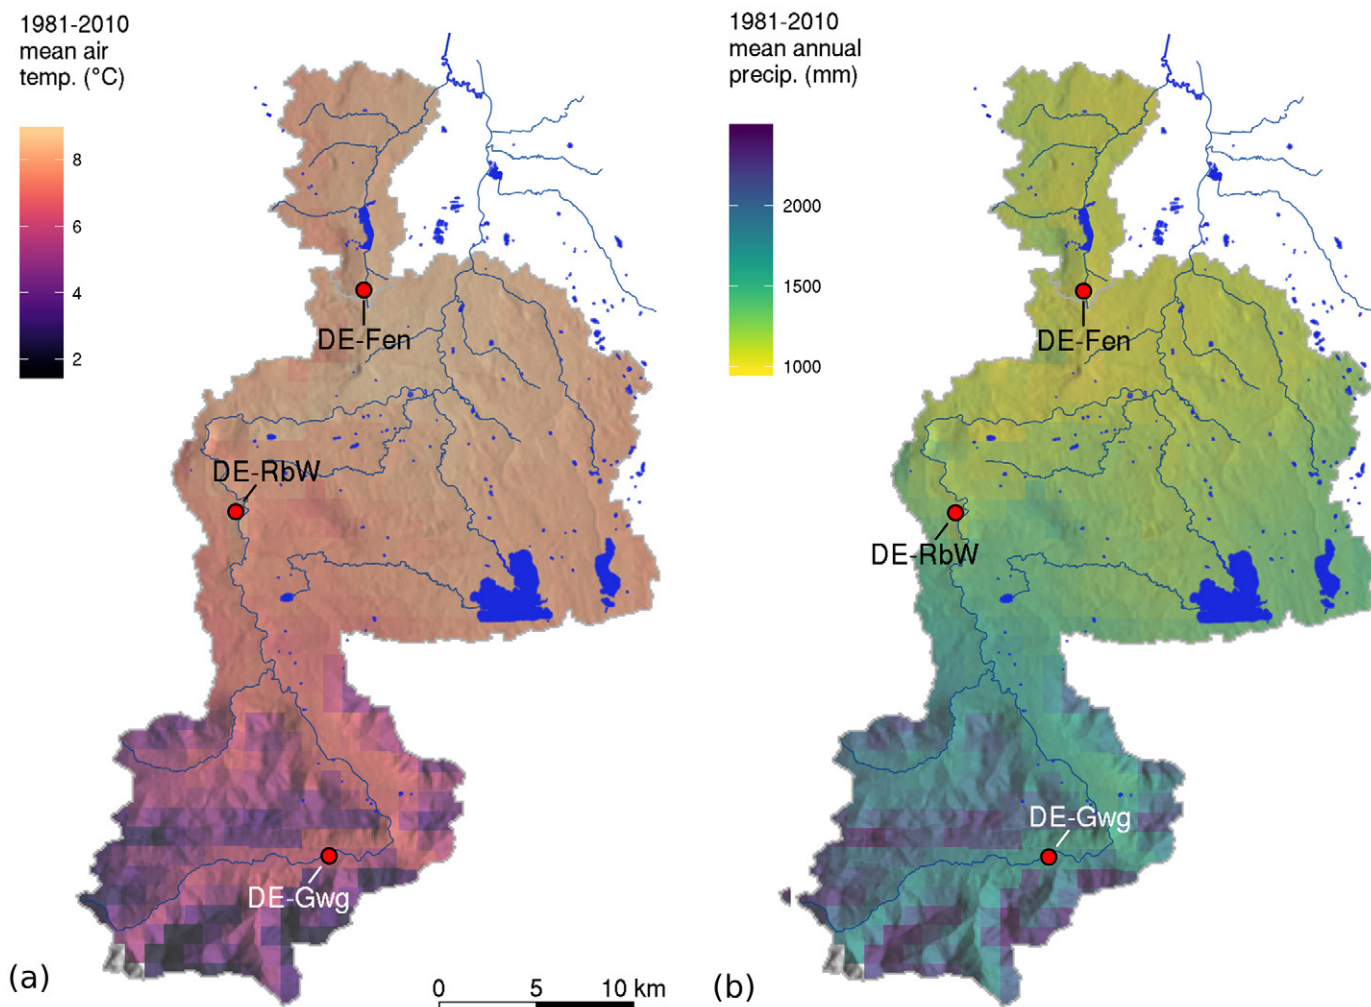 1981-2010
mean air
temp. (°C)
8
6
4
2
DE-Fen
DE-RbW
DE-Gwg
(a)
0 5 10 km
1981-2010
mean annual
precip. (mm)
2000
1500
1000
DE-Fen
DE-RbW
DE-Gwg
(b)